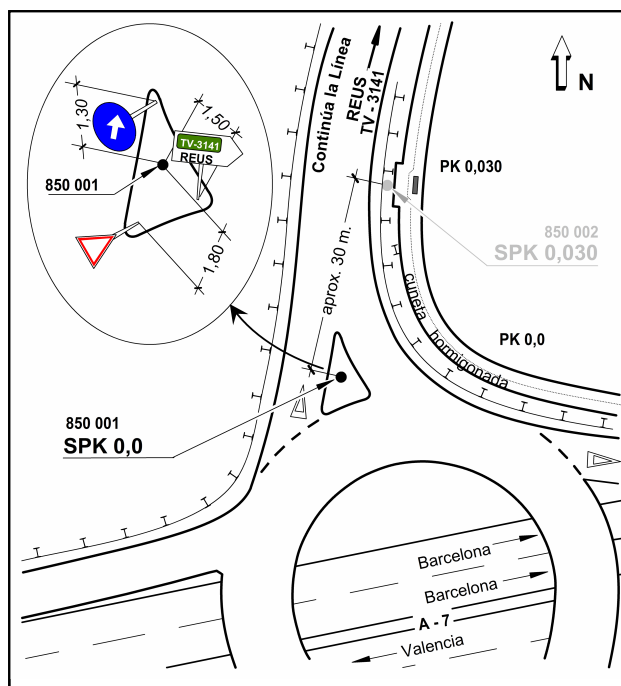 1,30
1,50
TV-3141
REUS
850 001
1,80
Continúa la Línea
REUS
TV - 3141
N
PK 0,030
850 002
SPK 0,030
aprox. 30 m.
cuneta hormigonada
PK 0,0
850 001
SPK 0,0
Barcelona
Barcelona
A - 7
Valencia